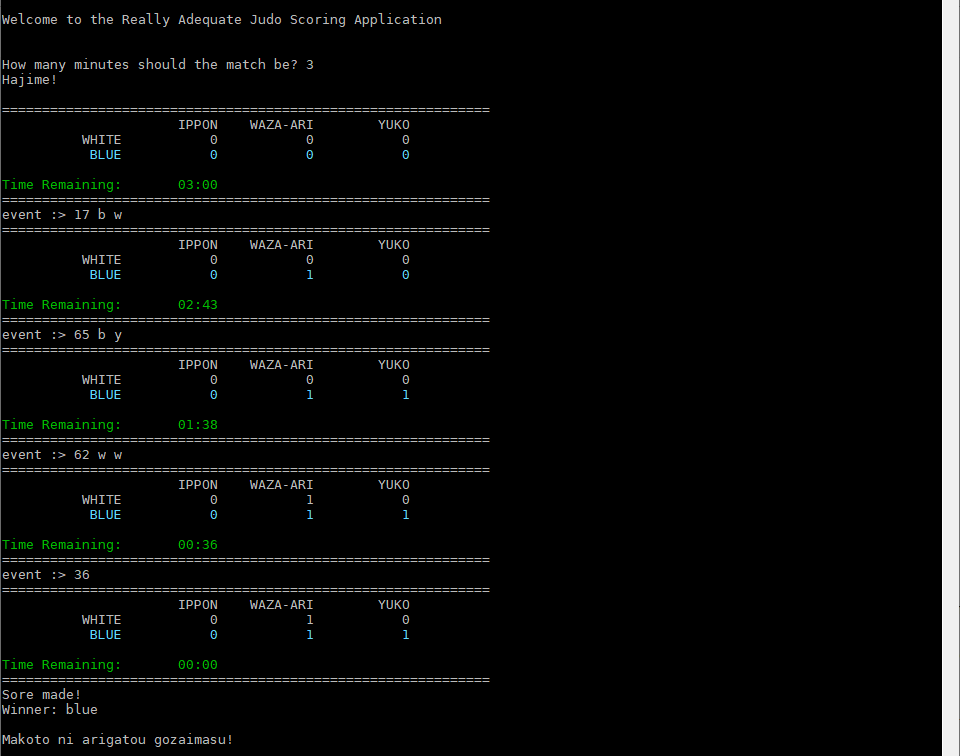 Welcome to the Really Adequate Judo Scoring Application
How many minutes should the match be? 3
Hajime!
=============================================================
IPPON WAZA-ARI YUKO
WHITE 0 0 0
BLUE 0 0 0
Time Remaining: 03:00
=============================================================
event :> 17 b w
=============================================================
IPPON WAZA-ARI YUKO
WHITE 0 0 0
BLUE 0 1 0
Time Remaining: 02:43
=============================================================
event :> 65 b y
=============================================================
IPPON WAZA-ARI YUKO
WHITE 0 0 0
BLUE 0 1 1
Time Remaining: 01:38
=============================================================
event :> 62 w w
=============================================================
IPPON WAZA-ARI YUKO
WHITE 0 1 0
BLUE 0 1 1
Time Remaining: 00:36
=============================================================
event :> 36
=============================================================
IPPON WAZA-ARI YUKO
WHITE 0 1 0
BLUE 0 1 1
Time Remaining: 00:00
=============================================================
Sore made!
Winner: blue
Makoto ni arigatou gozaimasu!